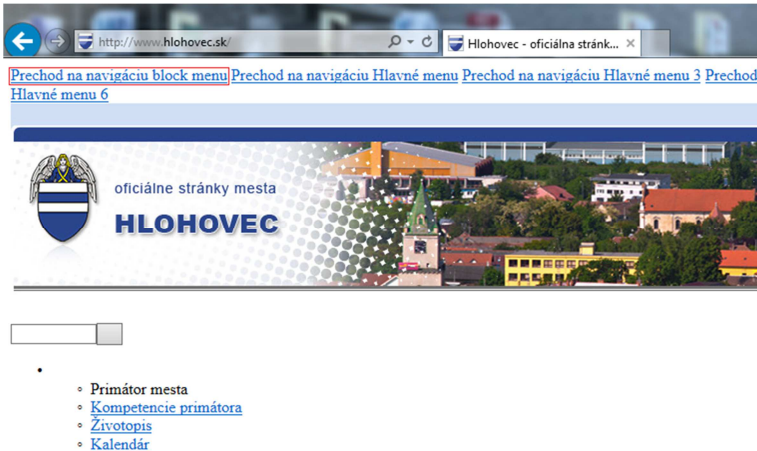 http://www.hlohovec.sk/
Hlohovec - oficiálna stránk...
Prechod na navigáciu block menu Prechod na navigáciu Hlavné menu Prechod na navigáciu Hlavné menu 3 Prechod
Hlavné menu 6
oficiálne stránky mesta
HLOHOVEC
Primátor mesta
Kompetencie primátora
Životopis
Kalendár